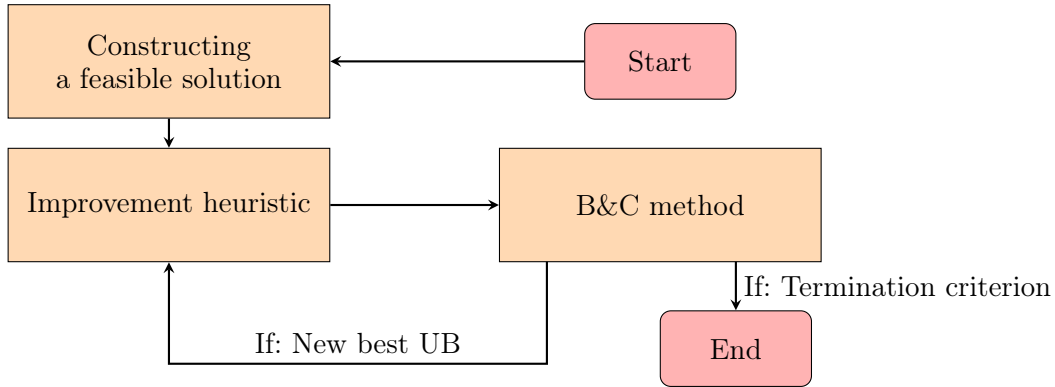 Constructing
a feasible solution
Start
Improvement heuristic
B&C method
If: Termination criterion
If: New best UB
End